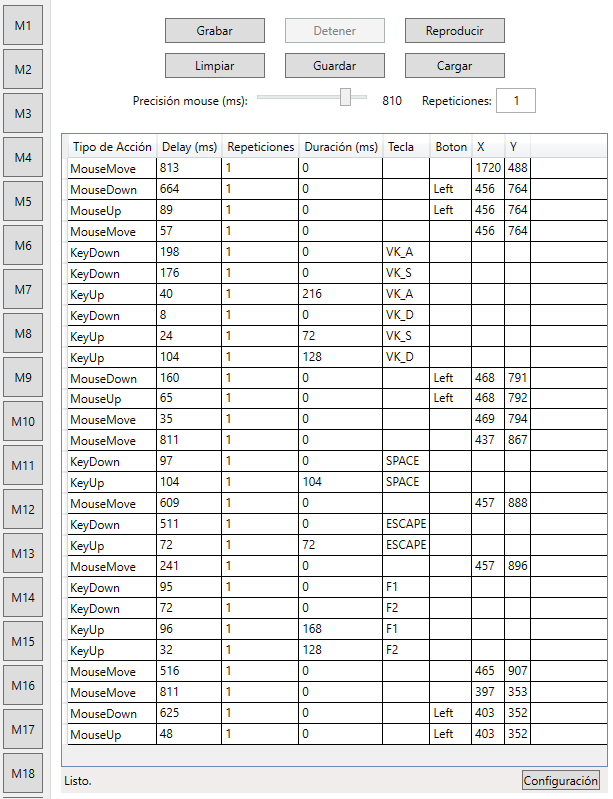 M1
M2
M3
M4
M5
M6
M7
M8
M9
M10
M11
M12
M13
M14
M15
M16
M17
M18
Grabar Detener Reproducir
Limpiar Guardar Cargar
Precisión mouse (ms): 810 Repeticiones: 1
Tipo de Acción Delay (ms) Repeticiones Duración (ms) Tecla Boton X Y
MouseMove 813 1 0 1720 488
MouseDown 664 1 0 Left 456 764
MouseUp 89 1 0 Left 456 764
MouseMove 57 1 0 456 764
KeyDown 198 1 0 VK_A
KeyDown 176 1 0 VK_S
KeyUp 40 1 216 VK_A
KeyDown 8 1 0 VK_D
KeyUp 24 1 72 VK_S
KeyUp 104 1 128 VK_D
MouseDown 160 1 0 Left 468 791
MouseUp 65 1 0 Left 468 792
MouseMove 35 1 0 469 794
MouseMove 811 1 0 437 867
KeyDown 97 1 0 SPACE
KeyUp 104 1 104 SPACE
MouseMove 609 1 0 457 888
KeyDown 511 1 0 ESCAPE
KeyUp 72 1 72 ESCAPE
MouseMove 241 1 0 457 896
KeyDown 95 1 0 F1
KeyDown 72 1 0 F2
KeyUp 96 1 168 F1
KeyUp 32 1 128 F2
MouseMove 516 1 0 465 907
MouseMove 811 1 0 397 353
MouseDown 625 1 0 Left 403 352
MouseUp 48 1 0 Left 403 352
Listo. Configuración